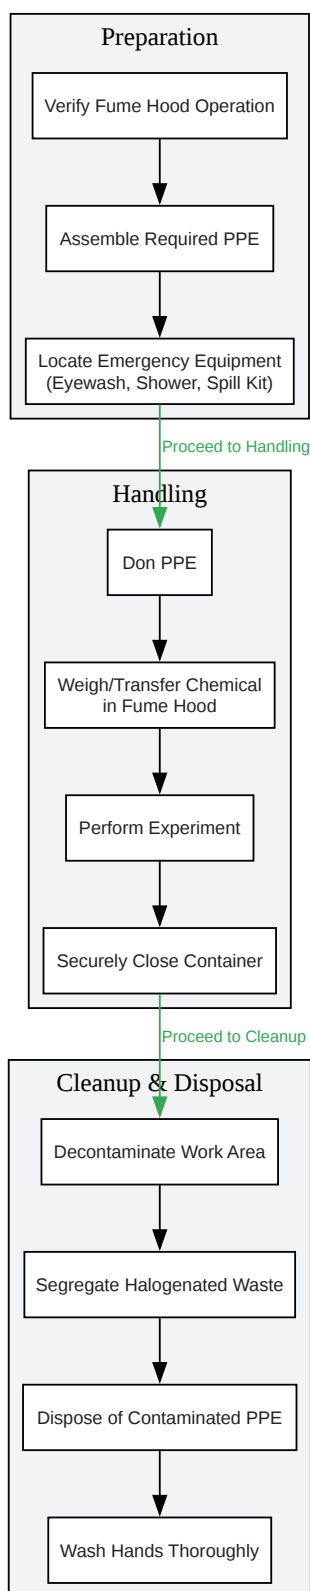 Preparation
Verify Fume Hood Operation
Assemble Required PPE
Locate Emergency Equipment
(Eyewash, Shower, Spill Kit)
Proceed to Handling
Handling
Don PPE
Weigh/Transfer Chemical
in Fume Hood
Perform Experiment
Securely Close Container
Proceed to Cleanup
Cleanup & Disposal
Decontaminate Work Area
Segregate Halogenated Waste
Dispose of Contaminated PPE
Wash Hands Thoroughly